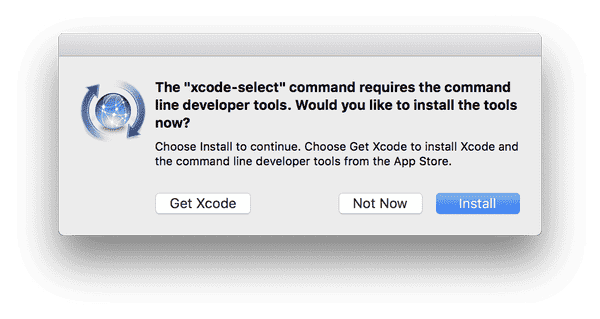 The "xcode-select" command requires the command
line developer tools. Would you like to install the tools
now?
Choose Install to continue. Choose Get Xcode to install Xcode and
the command line developer tools from the App Store.
Get Xcode
Not Now
Install